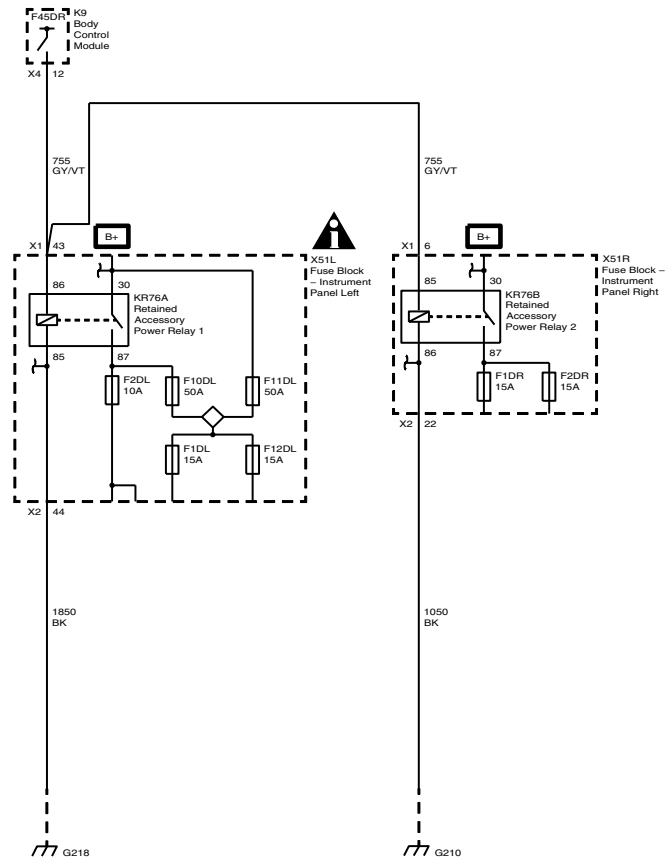 F45DR
K9
Body
Control
Module
X4 12
755
GY/VT
755
GY/VT
X1 43
B+
i
X51L
Fuse Block
– Instrument
Panel Left
X1 6
B+
X51R
Fuse Block –
Instrument
Panel Right
86
30
KR76A
Retained
Accessory
Power Relay 1
85
87
85
30
KR76B
Retained
Accessory
Power Relay 2
86
87
F2DL
10A
F10DL
50A
F11DL
50A
F1DL
15A
F12DL
15A
F1DR
15A
F2DR
15A
X2 22
X2 44
1850
BK
1050
BK
G218
G210